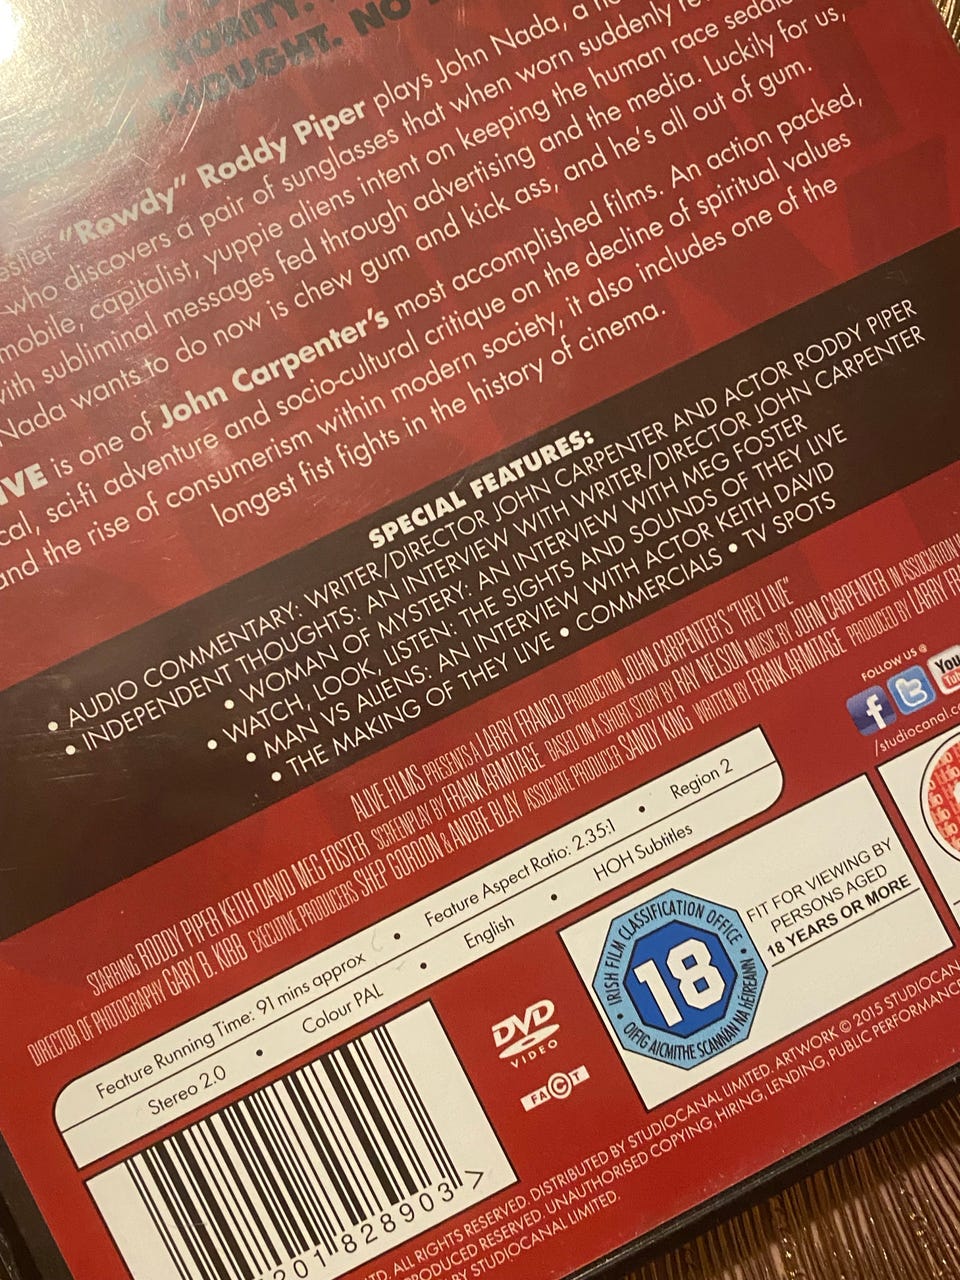 NORITY.
THOUGHT. NO
"Rowdy" Roddy Piper plays John Nada, a
who discovers a pair of sunglasses that when worn suddenly
mobile, capitalist, yuppie aliens intent on keeping the human race
with subliminal messages fed through advertising and the media. Luckily for us,
Nada wants to do now is chew gum and kick ass, and he's all out of gum.
IVE is one of John Carpenter's most accomplished films. An action packed,
cal, sci-fi adventure and socio-cultural critique on the decline of spiritual values
and the rise of consumerism within modern society, it also includes one of the
longest fist fights in the history of cinema.
SPECIAL FEATURES:
• AUDIO COMMENTARY: WRITER/DIRECTOR JOHN CARPENTER AND ACTOR RODDY PIPER
• INDEPENDENT THOUGHTS: AN INTERVIEW WITH WRITER/DIRECTOR JOHN CARPENTER
• WOMAN OF MYSTERY: AN INTERVIEW WITH MEG FOSTER
• WATCH, LOOK, LISTEN: THE SIGHTS AND SOUNDS OF THEY LIVE
• MAN VS ALIENS: AN INTERVIEW WITH ACTOR KEITH DAVID
• THE MAKING OF THEY LIVE • COMMERCIALS • TV SPOTS
ALIVE FILMS PRESENTS A LARRY FRANCO PRODUCTION JOHN CARPENTER'S "THEY LIVE"
STARRING RODDY PIPER KEITH DAVID MEG FOSTER SCREENPLAY BY FRANK ARMITAGE BASED ON A SHORT STORY BY RAY NELSON MUSIC BY JOHN CARPENTER IN ASSOCIATION
DIRECTOR OF PHOTOGRAPHY GARY B. KIBB EXECUTIVE PRODUCERS SHEP GORDON & ANDRE BLAY ASSOCIATE PRODUCER SANDY KING WRITTEN BY FRANK ARMITAGE PRODUCED BY LARRY
FOLLOW US @
f
t
You
Tub
/studiocanal.co
Feature Running Time: 91 mins approx • Feature Aspect Ratio: 2.35:1 • Region 2
Stereo 2.0 • Colour PAL • English • HOH Subtitles
DVD
VIDEO
FACT
IRISH FILM CLASSIFICATION OFFICE •
18
OIFIG AICMITHE SCANNÁN NA hÉIREANN
FIT FOR VIEWING BY
PERSONS AGED
18 YEARS OR MORE
201828903 >
TD. ALL RIGHTS RESERVED. DISTRIBUTED BY STUDIOCANAL LIMITED. ARTWORK © 2015 STUDIOCAN
PRODUCED RESERVED. UNAUTHORISED COPYING, HIRING, LENDING, PUBLIC PERFORMANCE
BY STUDIOCANAL LIMITED.